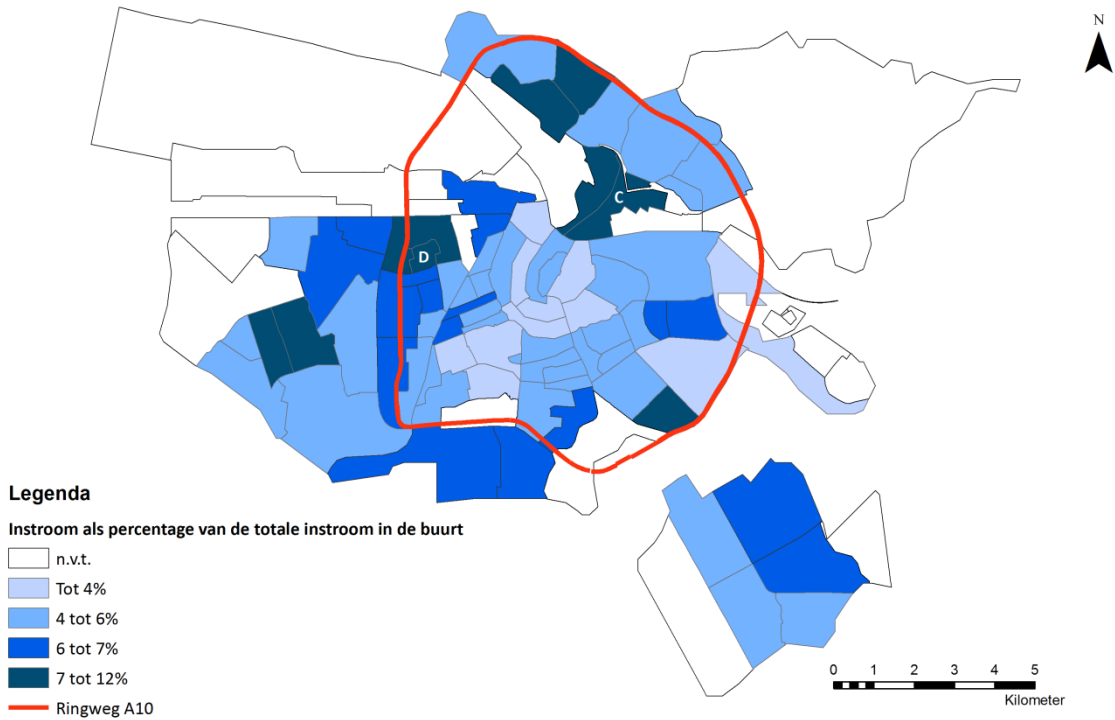 N
C
D
Legenda
Instroom als percentage van de totale instroom in de buurt
n.v.t.
Tot 4%
4 tot 6%
6 tot 7%
7 tot 12%
Ringweg A10
0 1 2 3 4 5
Kilometer